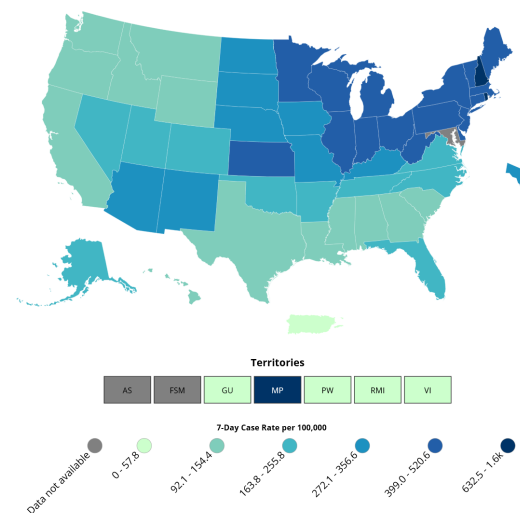 Territories
AS
FSM
GU
MP
PW
RMI
VI
7-Day Case Rate per 100,000
Data not available
0 - 57.8
92.1 - 154.4
163.8 - 255.8
272.1 - 356.6
399.0 - 520.6
632.5 - 1.6k